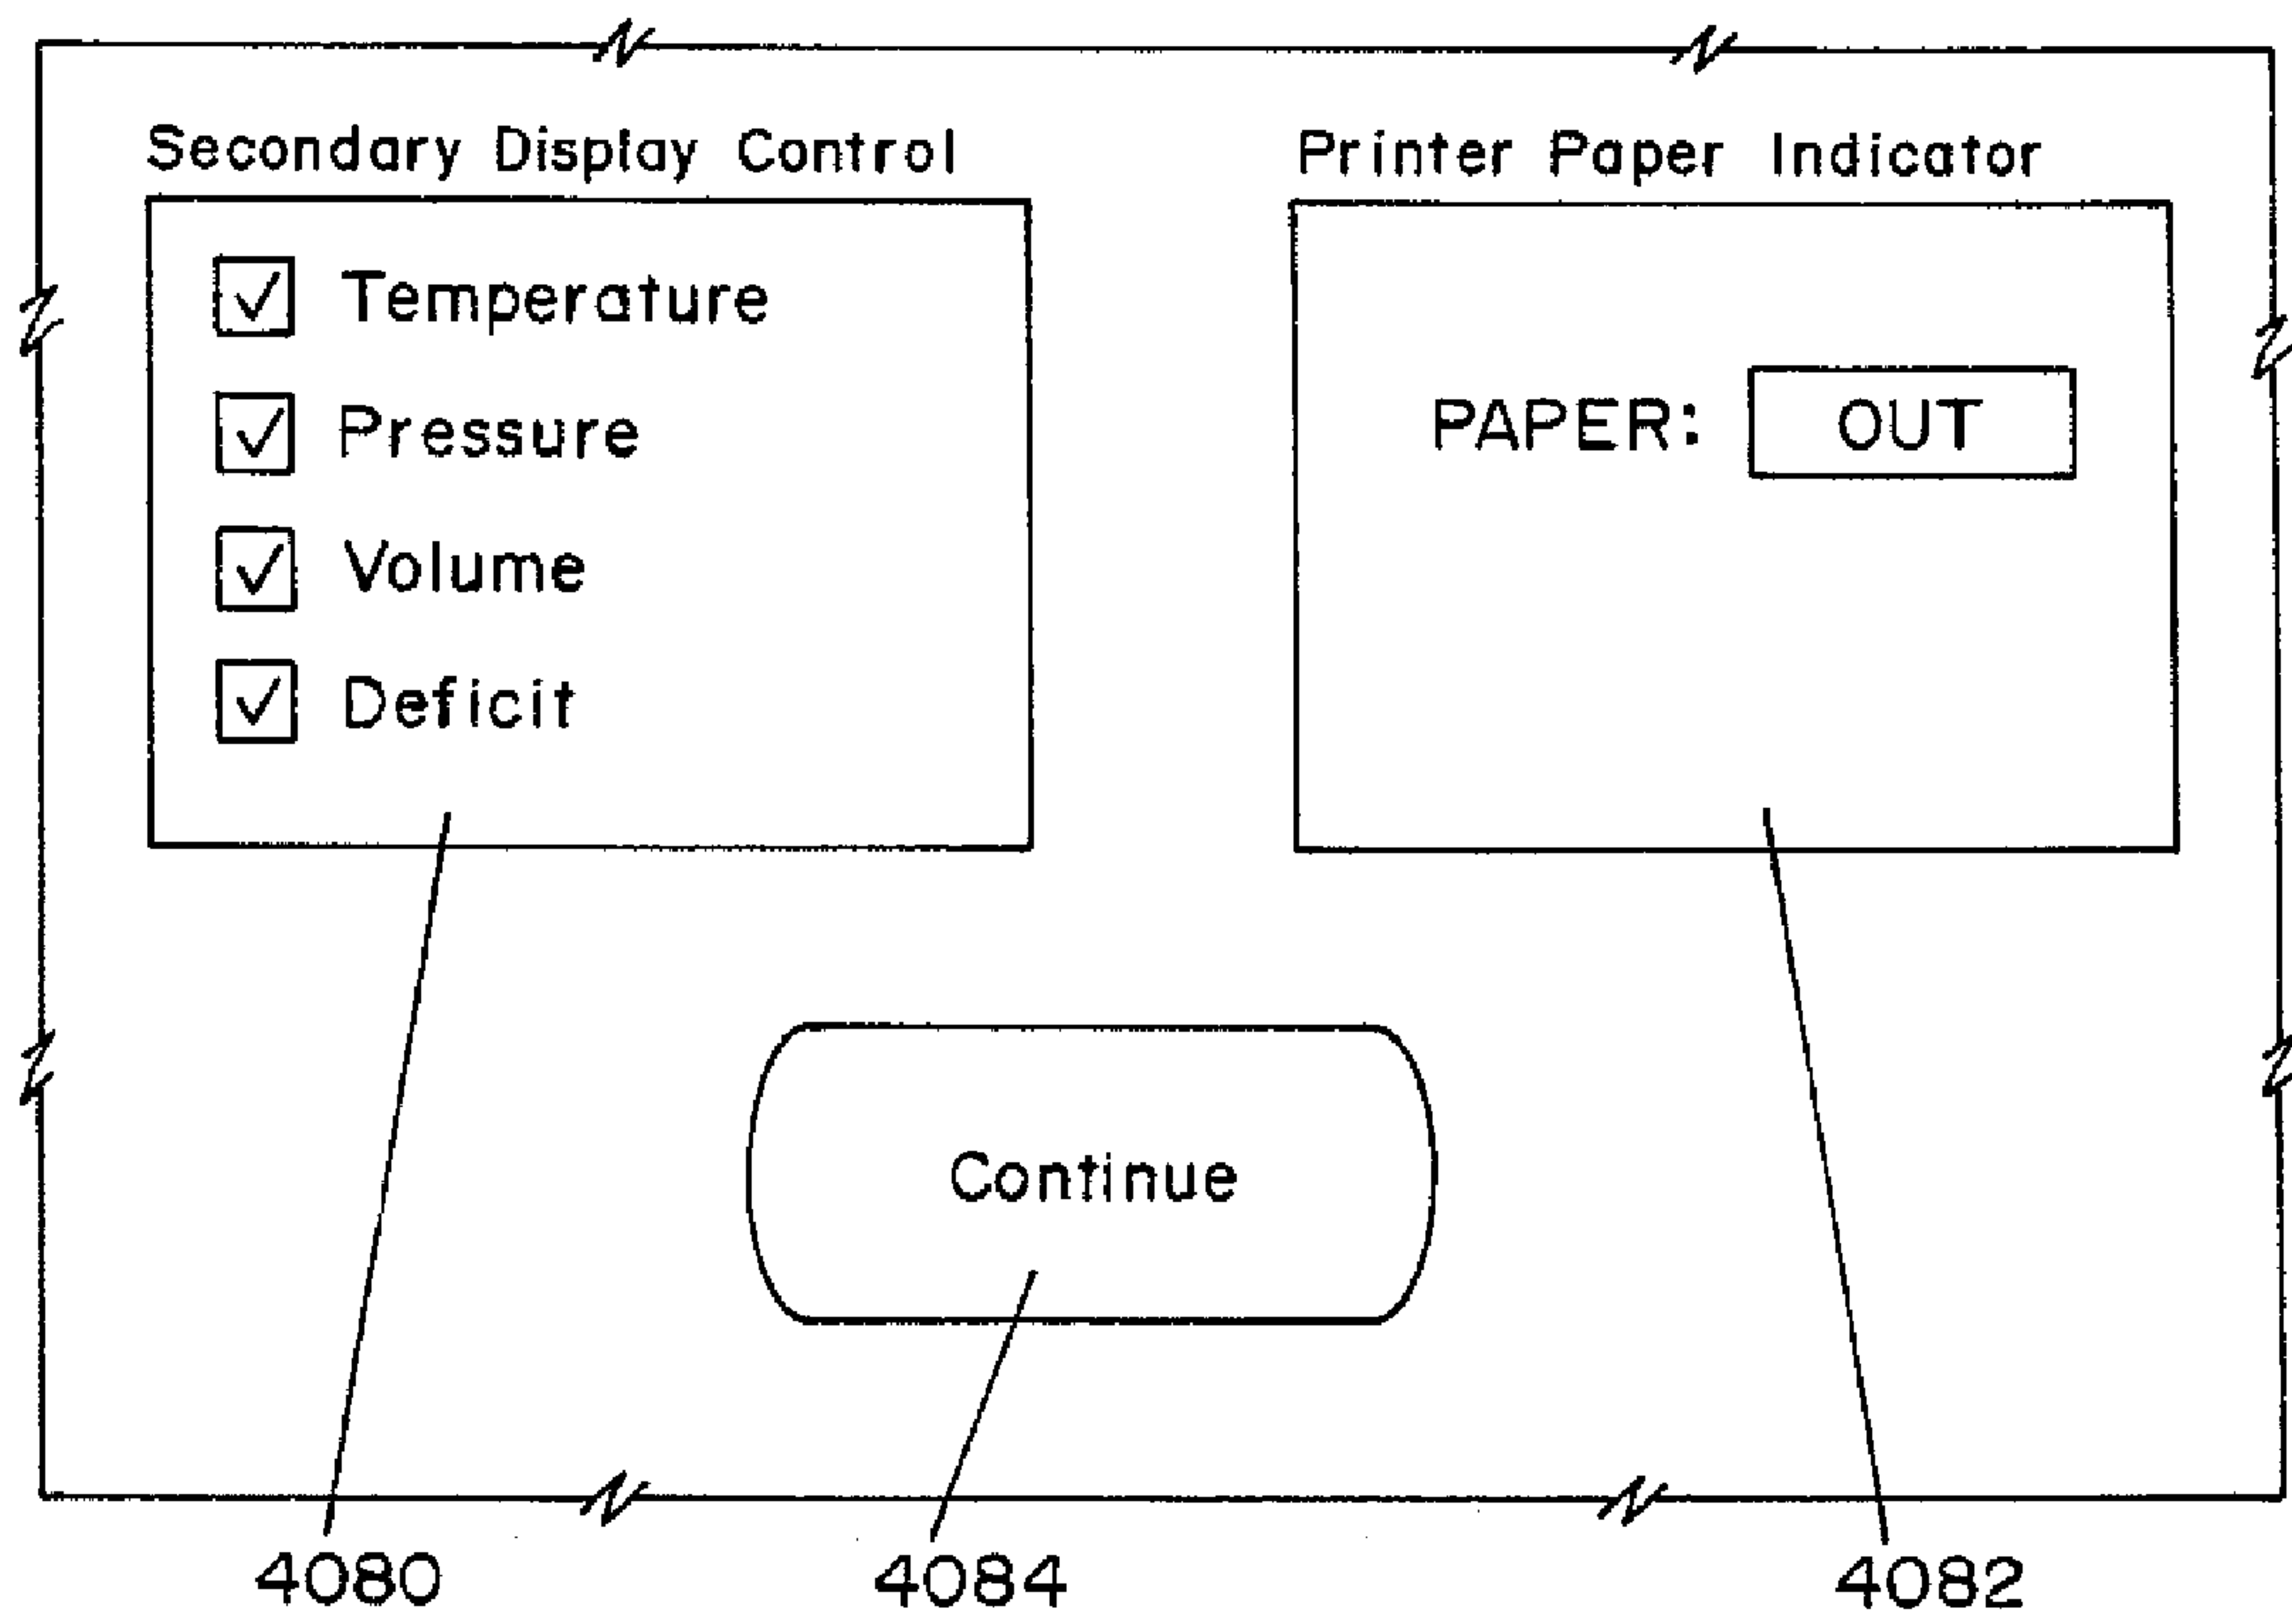 Secondary Display Control
Temperature
Pressure
Volume
Deficit
Printer Paper Indicator
PAPER: OUT
Continue
4080
4084
4082